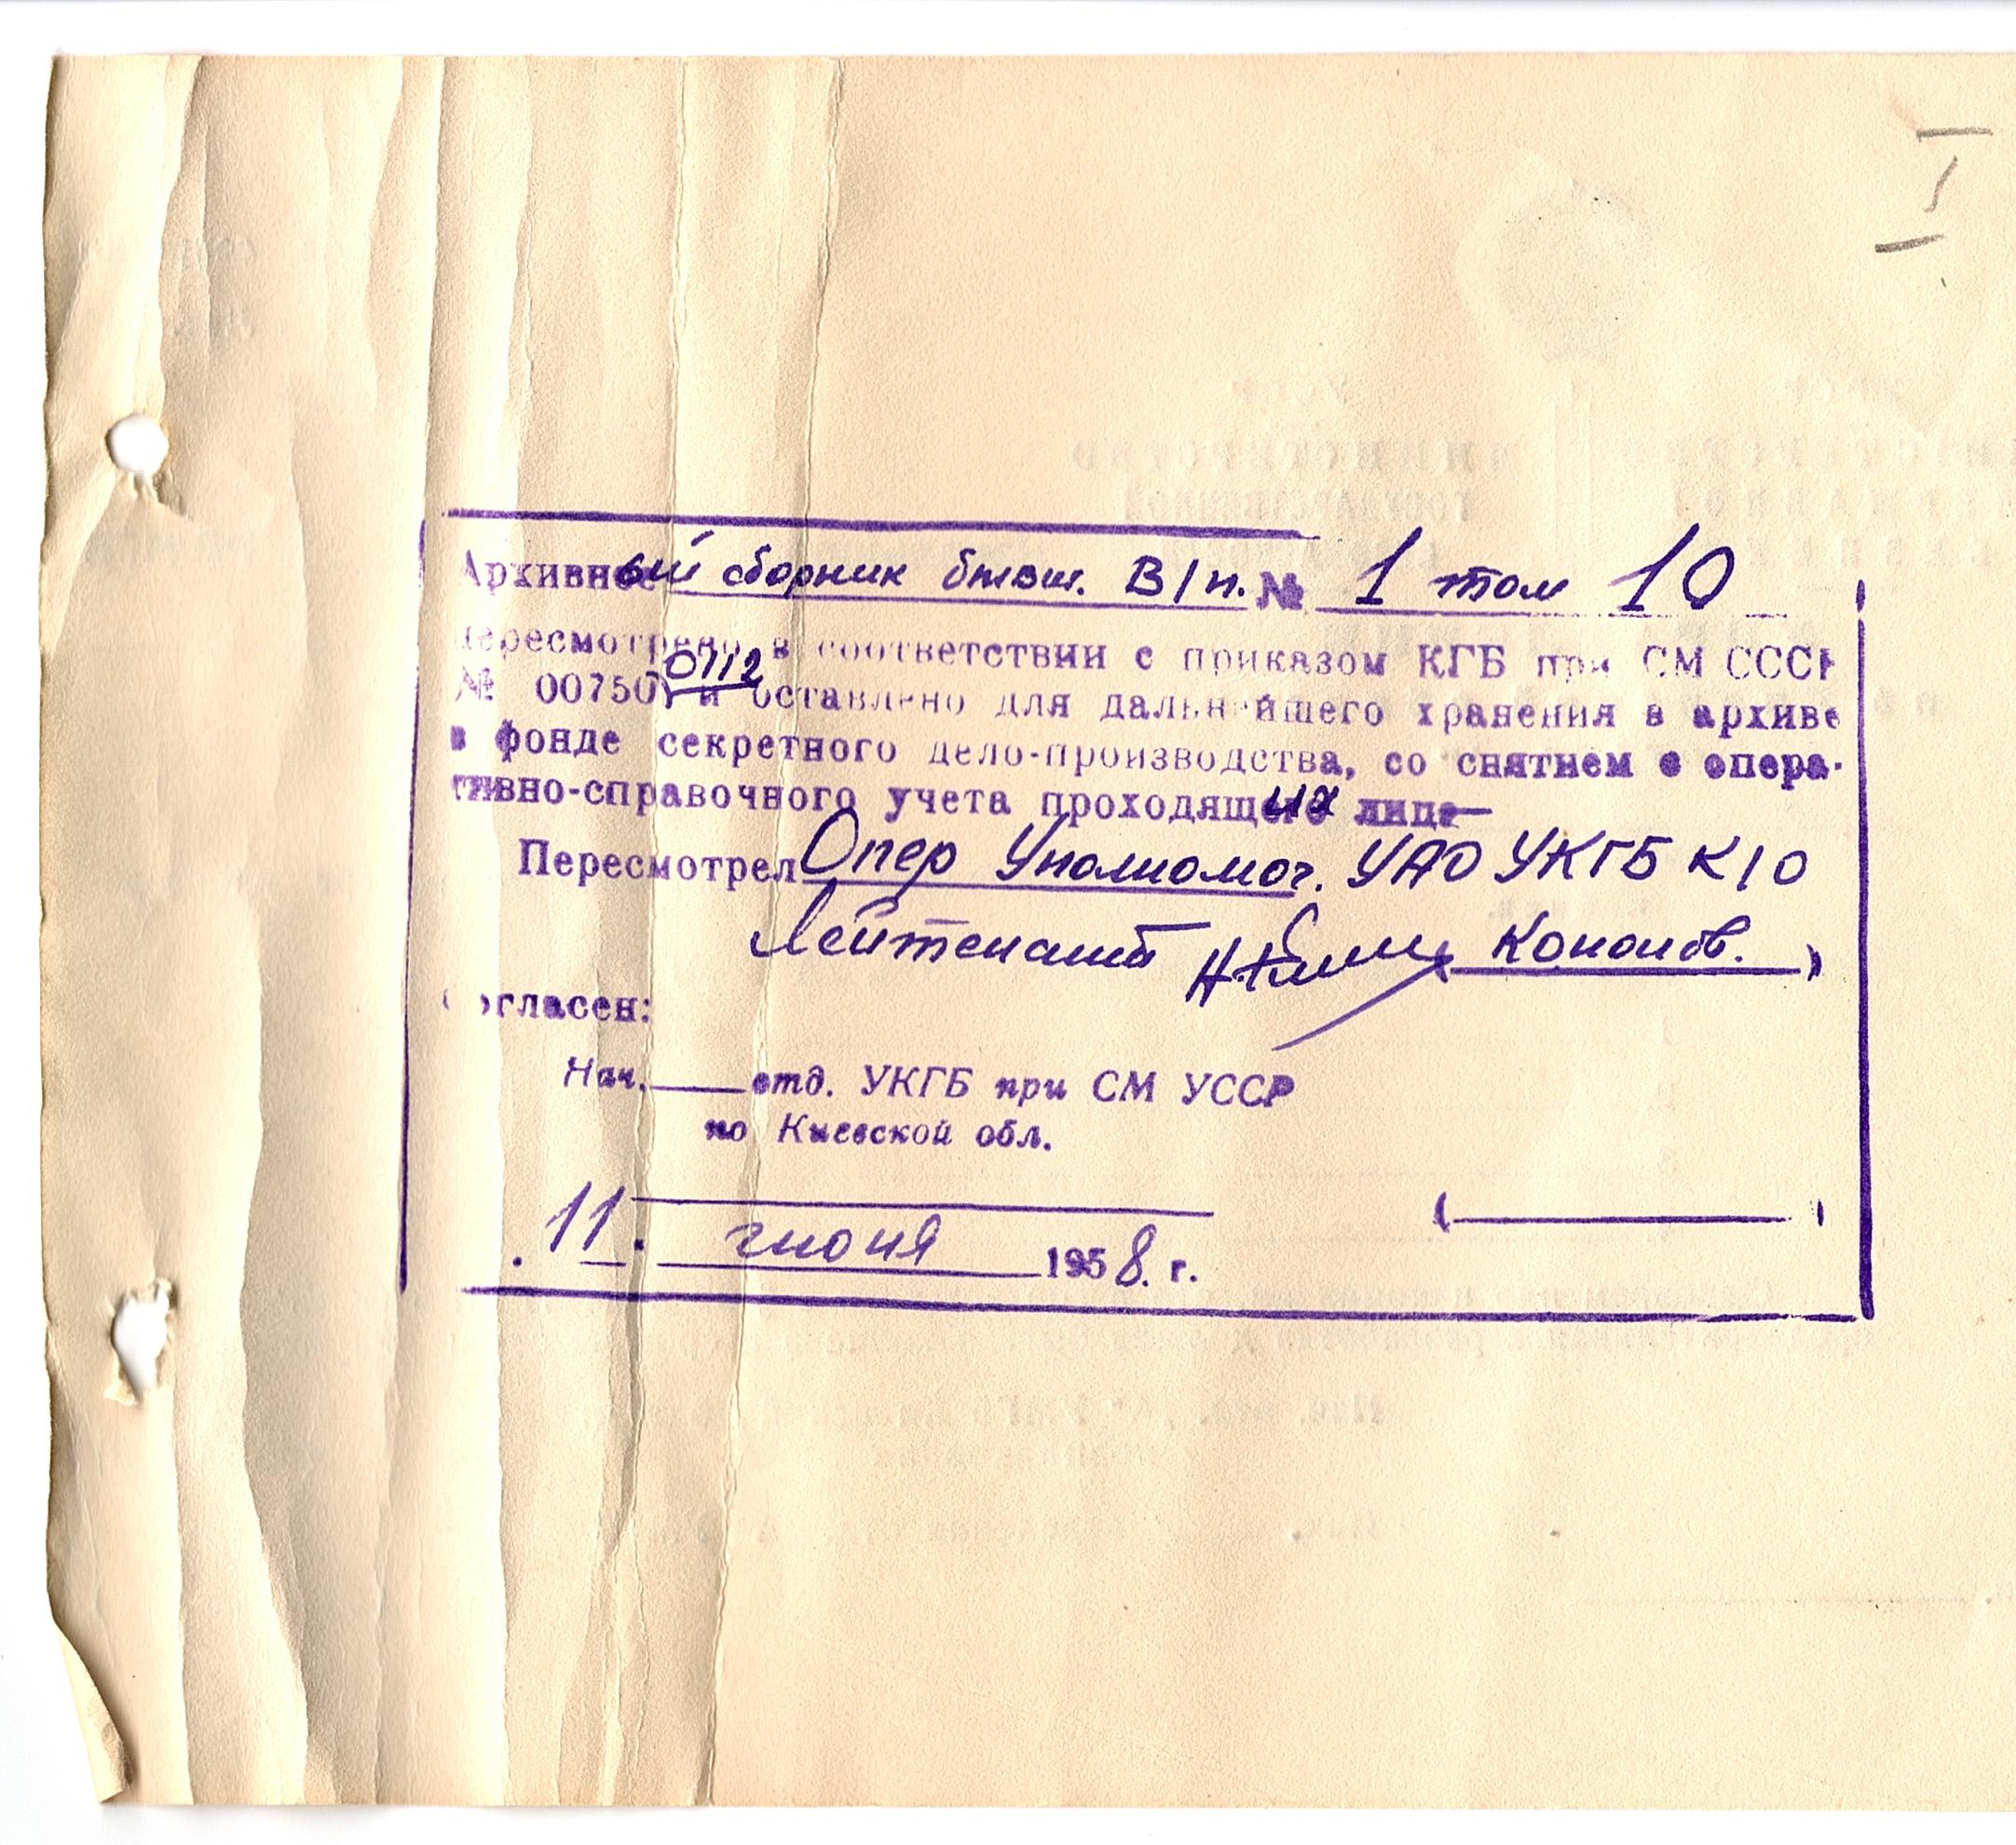 Архивный сборник бывш. В/п. № 1 том 10
пересмотрено в соответствии с приказом КГБ при СМ СССР
0112
№ 00750) и оставлено для дальнейшего хранения в архиве
в фонде секретного дело-производства, со снятием с опера-
тивно-справочного учета проходящих лиц
Пересмотрел Опер Уполномоч. УАО УКГБ К/О
Лейтенант ( Кононов. )
Согласен:
Нач. отд. УКГБ при СМ УССР
по Киевской обл.
( )
11. июня 1958. г.